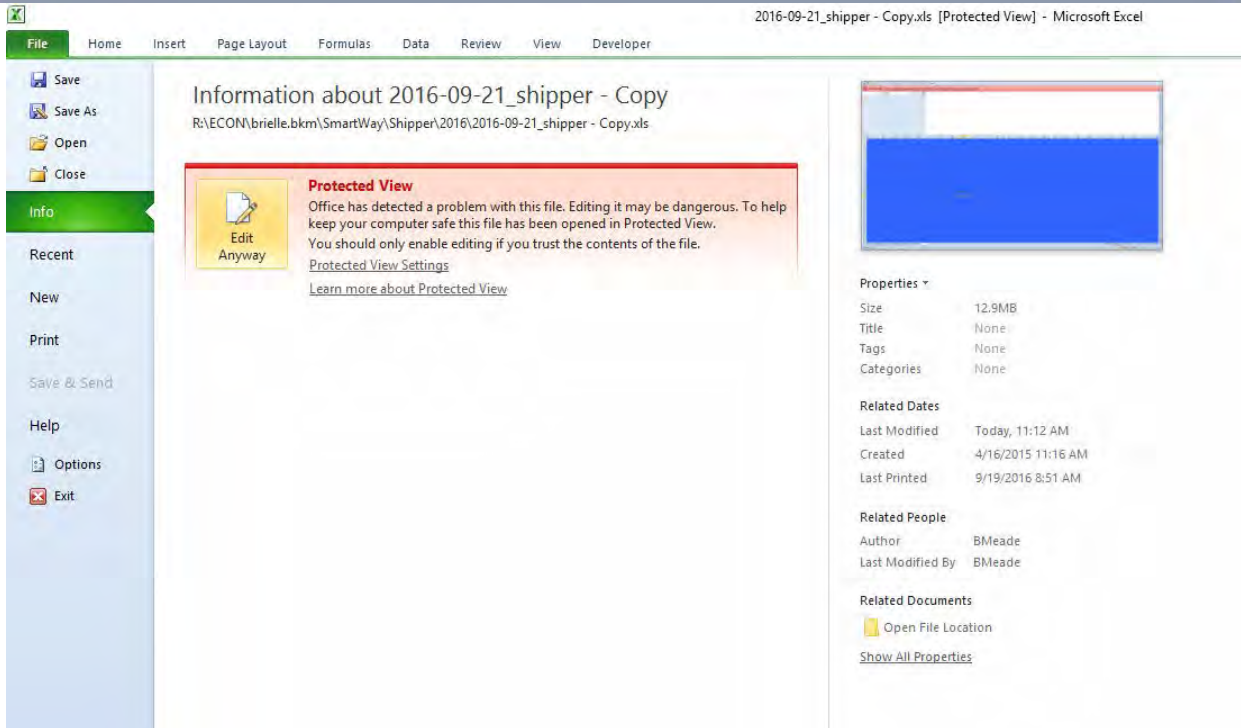 2016-09-21_shipper - Copy.xls [Protected View] - Microsoft Excel
File Home Insert Page Layout Formulas Data Review View Developer
Save
Save As
Open
Close
Info
Recent
New
Print
Save & Send
Help
Options
Exit
Information about 2016-09-21_shipper - Copy
R:\ECON\brielle.bkm\SmartWay\Shipper\2016\2016-09-21_shipper - Copy.xls
Edit
Anyway
Protected View
Office has detected a problem with this file. Editing it may be dangerous. To help
keep your computer safe this file has been opened in Protected View.
You should only enable editing if you trust the contents of the file.
Protected View Settings
Learn more about Protected View
Properties
Size 12.9MB
Title None
Tags None
Categories None
Related Dates
Last Modified Today, 11:12 AM
Created 4/16/2015 11:16 AM
Last Printed 9/19/2016 8:51 AM
Related People
Author BMeade
Last Modified By BMeade
Related Documents
Open File Location
Show All Properties